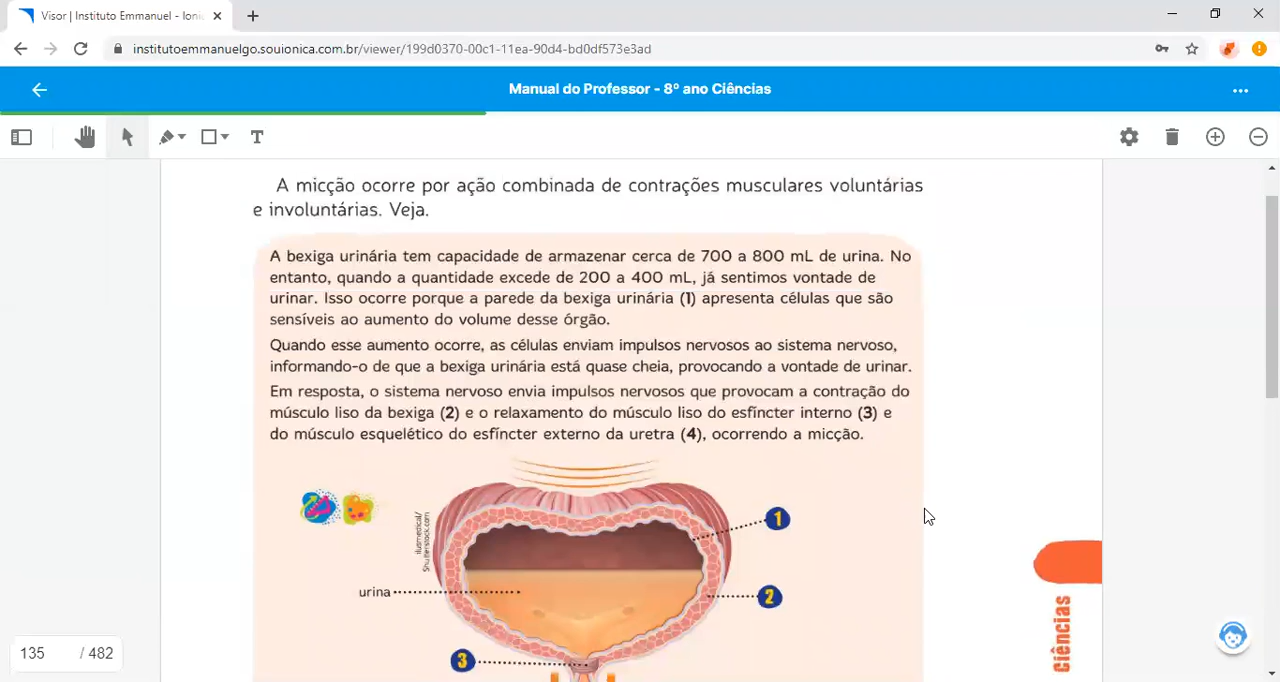 Visor | Instituto Emmanuel - Ioni
institutoemmanuelgo.souionica.com.br/viewer/199d0370-00c1-11ea-90d4-bd0df573e3ad
Manual do Professor - 8º ano Ciências
T
A micção ocorre por ação combinada de contrações musculares voluntárias
e involuntárias. Veja.
A bexiga urinária tem capacidade de armazenar cerca de 700 a 800 mL de urina. No
entanto, quando a quantidade excede de 200 a 400 mL, já sentimos vontade de
urinar. Isso ocorre porque a parede da bexiga urinária (1) apresenta células que são
sensíveis ao aumento do volume desse órgão.
Quando esse aumento ocorre, as células enviam impulsos nervosos ao sistema nervoso,
informando-o de que a bexiga urinária está quase cheia, provocando a vontade de urinar.
Em resposta, o sistema nervoso envia impulsos nervosos que provocam a contração do
músculo liso da bexiga (2) e o relaxamento do músculo liso do esfíncter interno (3) e
do músculo esquelético do esfíncter externo da uretra (4), ocorrendo a micção.
ilusmedical/
Shutterstock.com
1
urina
2
3
Ciências
135 / 482